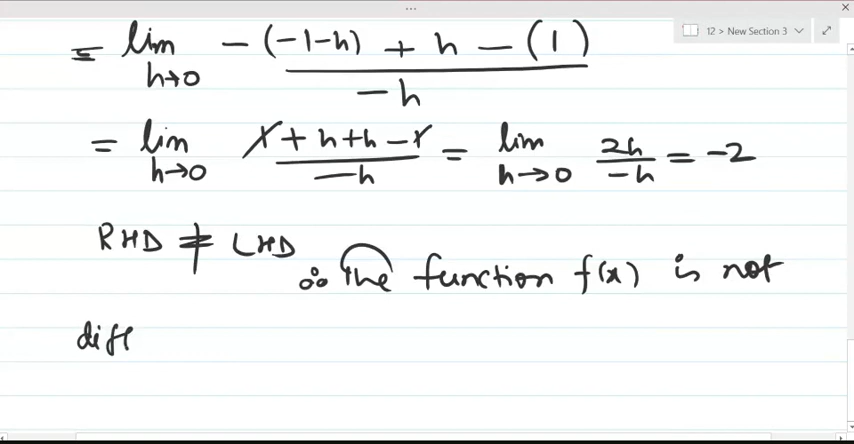 12 > New Section 3
= lim h→0 (-(-1-h) + h - (1))/(-h)
= lim h→0 (1 + h + h - 1)/(-h) = lim h→0 2h/(-h) = -2
RHD ≠ LHD ∴ The function f(x) is not
diff